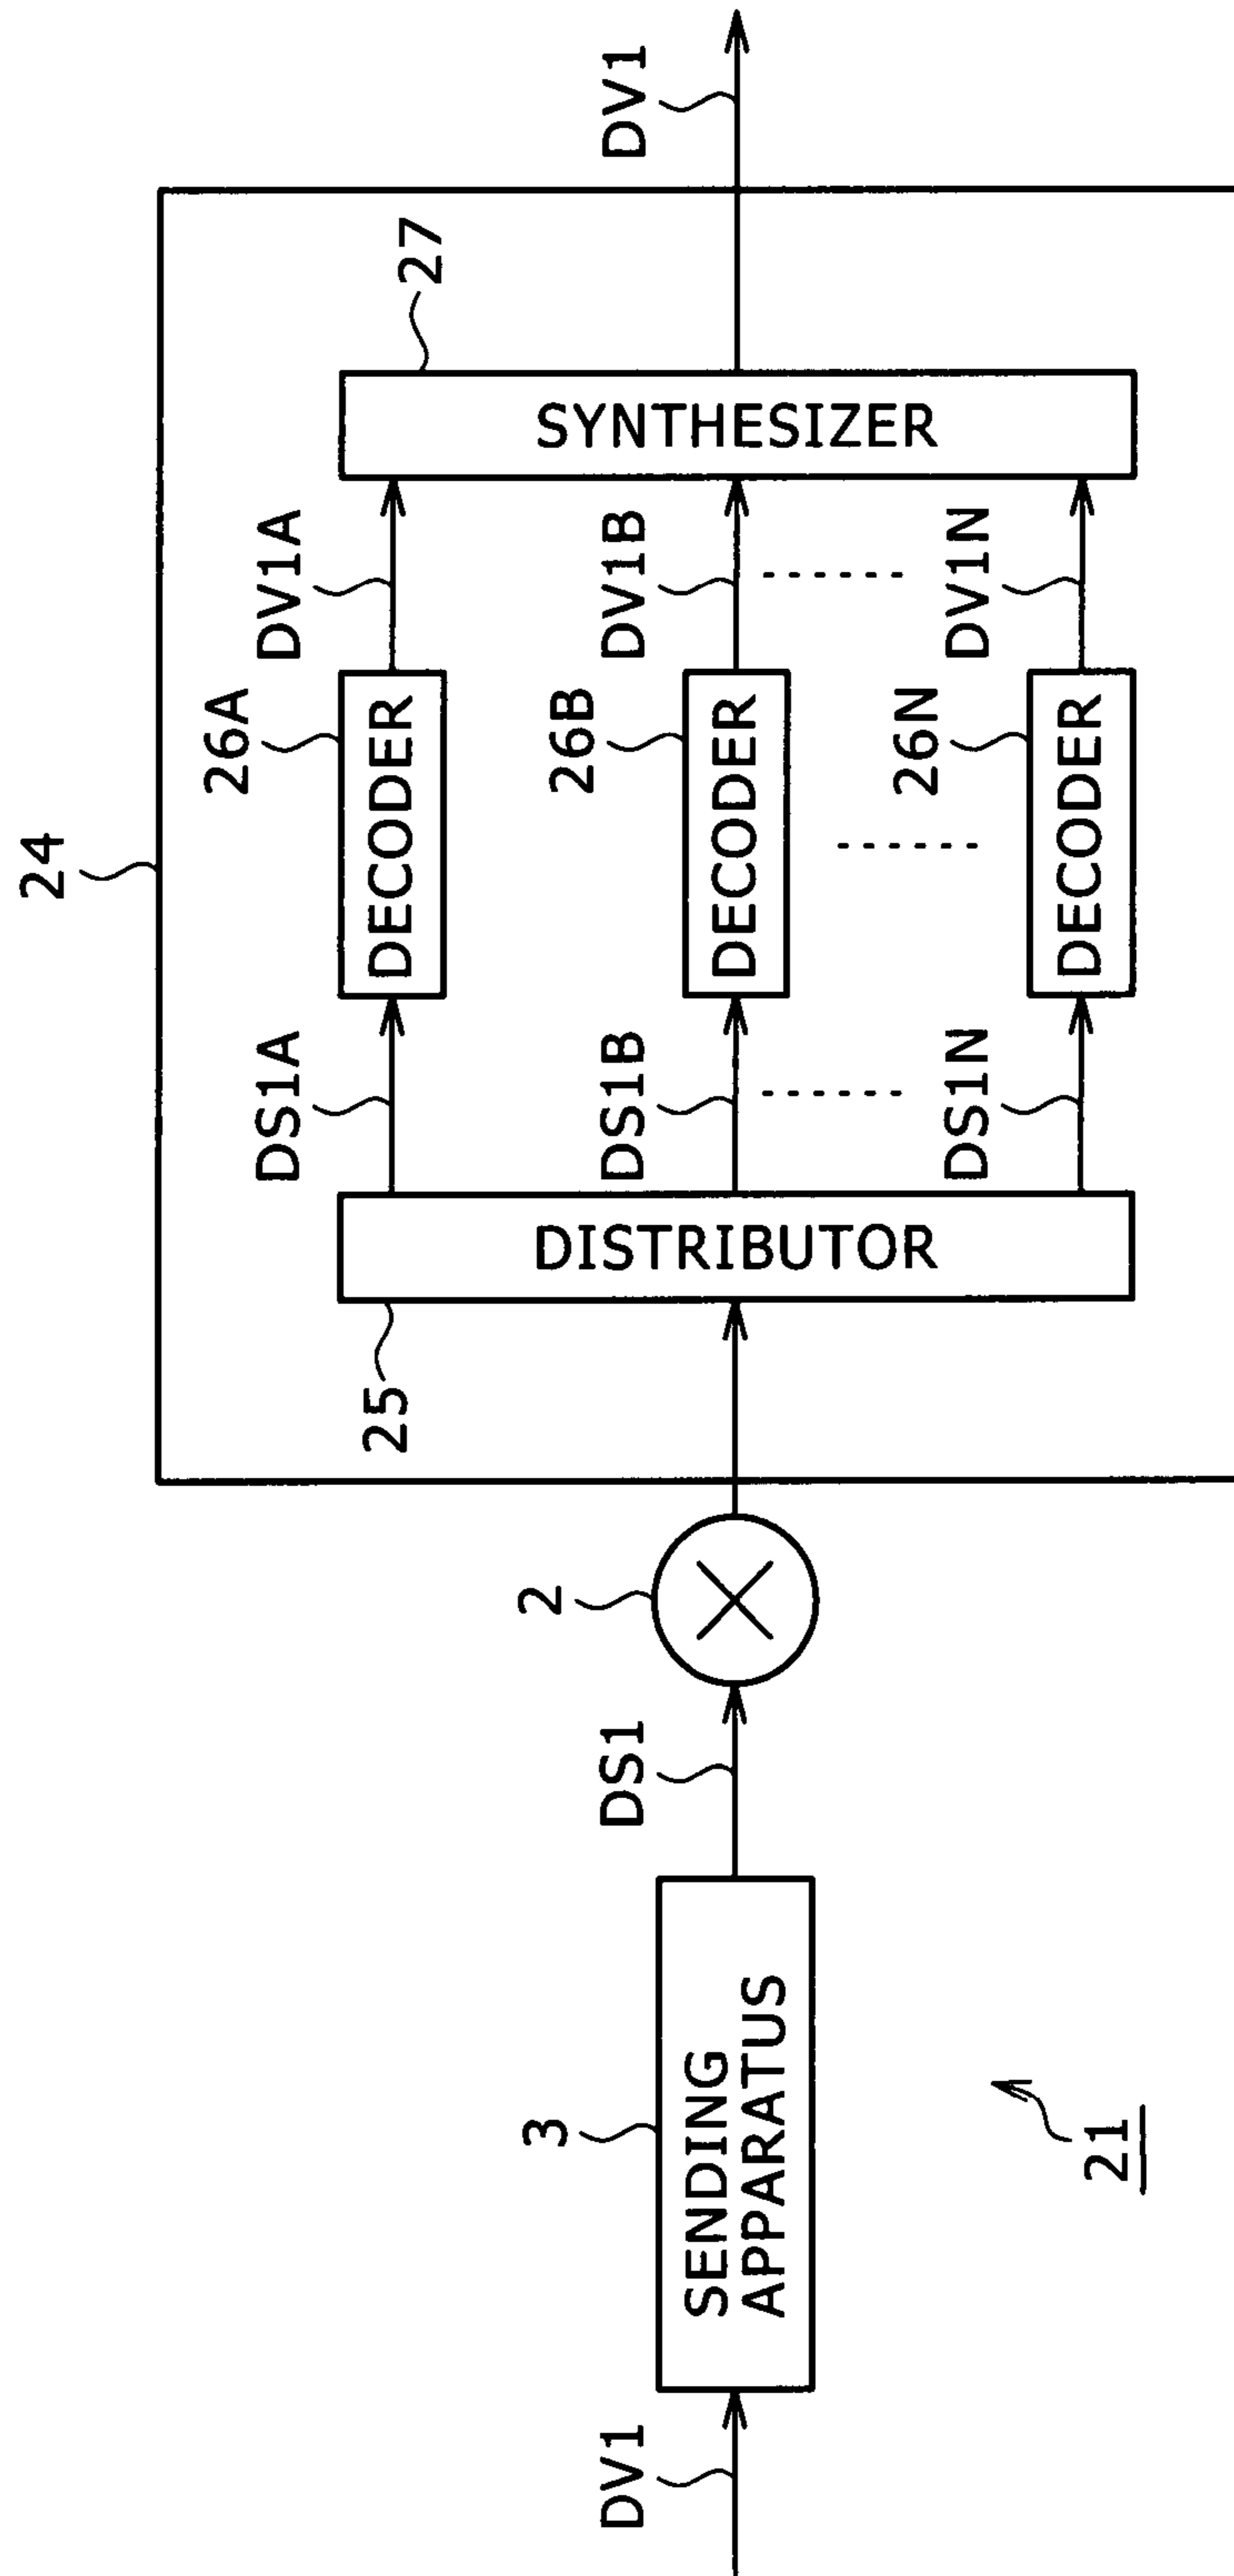 24
DV1
SENDING
APPARATUS
3
DS1
2
25
DISTRIBUTOR
DS1A
DS1B
DS1N
26A
DECODER
26B
DECODER
26N
DECODER
DV1A
DV1B
DV1N
27
SYNTHESIZER
DV1
21